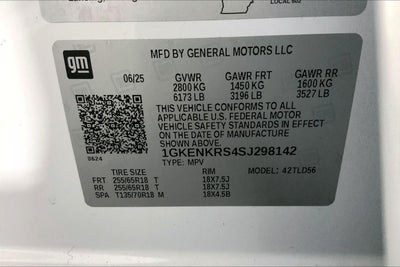 LOCAL 602
gm
MFD BY GENERAL MOTORS LLC
06/25 GVWR GAWR FRT GAWR RR
2800 KG 1450 KG 1600 KG
6173 LB 3196 LB 3527 LB
THIS VEHICLE CONFORMS TO ALL
APPLICABLE U.S. FEDERAL MOTOR
VEHICLE SAFETY STANDARDS IN EFFECT
ON THE DATE OF MANUFACTURE
SHOWN ABOVE.
0624
1GKENKRS4SJ298142
TYPE: MPV MODEL: 42TLD56
TIRE SIZE RIM
FRT 255/65R18 T 18X7.5J
RR 255/65R18 T 18X7.5J
SPA T135/70R18 M 18X4.5B